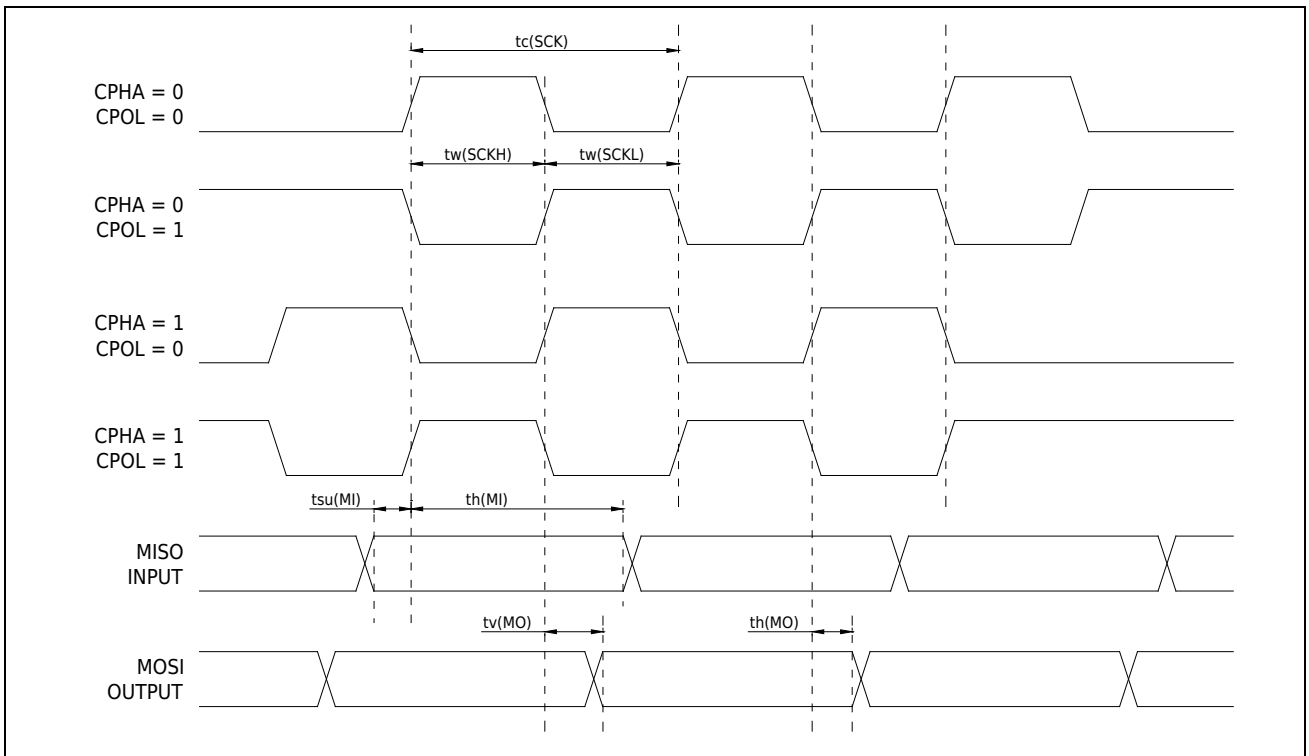 tc(SCK)
CPHA = 0
CPOL = 0
tw(SCKH)
tw(SCKL)
CPHA = 0
CPOL = 1
CPHA = 1
CPOL = 0
CPHA = 1
CPOL = 1
tsu(MI)
th(MI)
MISO
INPUT
tv(MO)
th(MO)
MOSI
OUTPUT